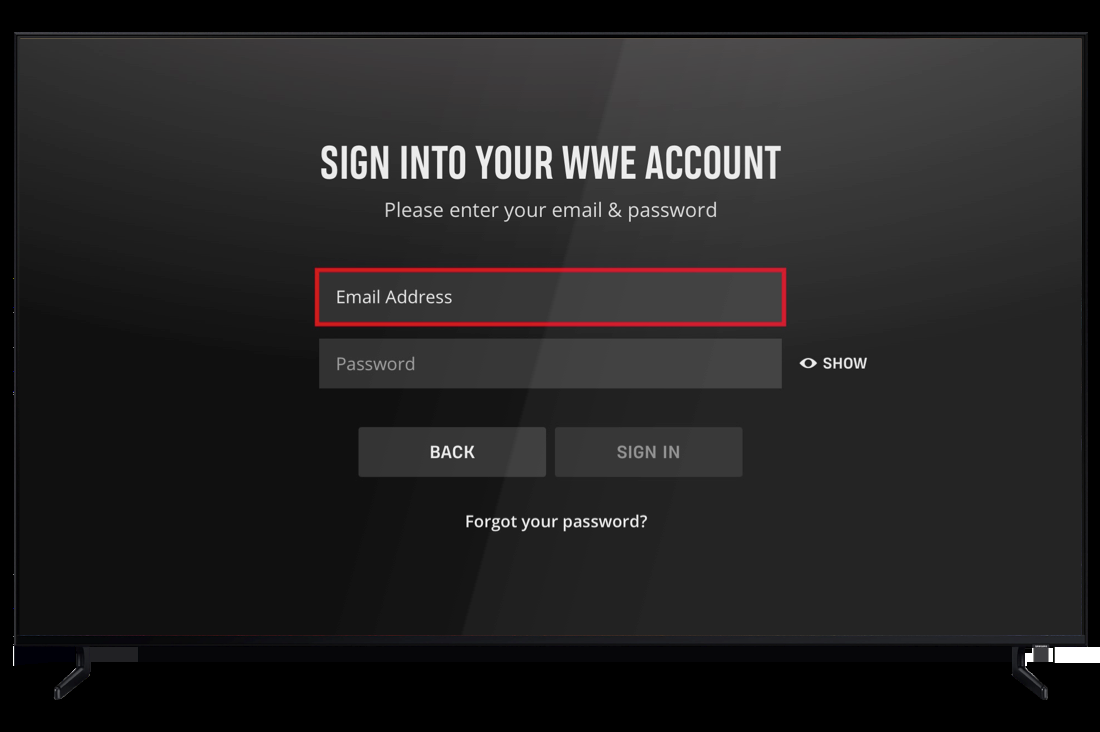 SIGN INTO YOUR WWE ACCOUNT
Please enter your email & password
Email Address
Password
SHOW
BACK
SIGN IN
Forgot your password?